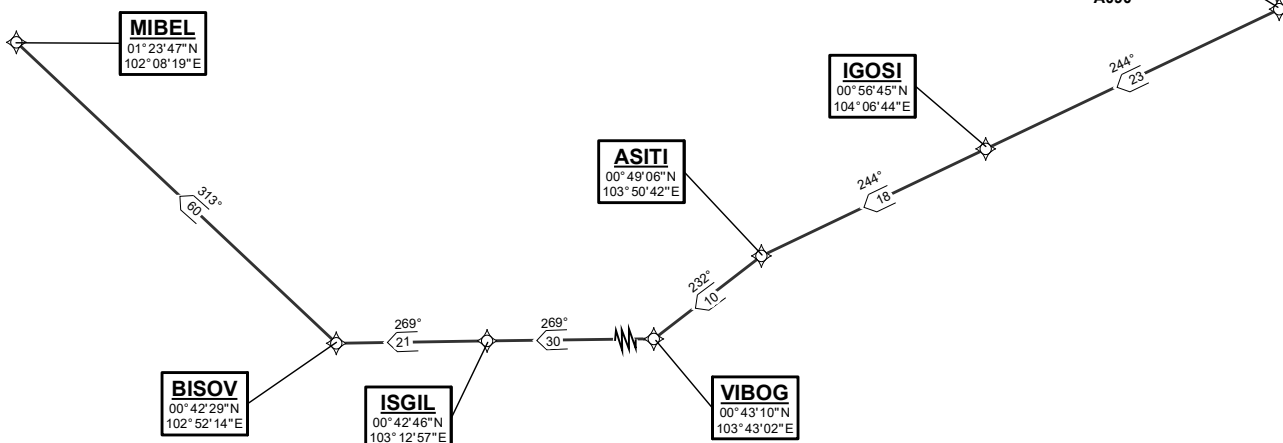 MIBEL
01°23'47"N
102°08'19"E
IGOSI
00°56'45"N
104°06'44"E
244°
23
ASITI
00°49'06"N
103°50'42"E
244°
18
313°
60
232°
10
269°
21
269°
30
BISOV
00°42'29"N
102°52'14"E
ISGIL
00°42'46"N
103°12'57"E
VIBOG
00°43'10"N
103°43'02"E